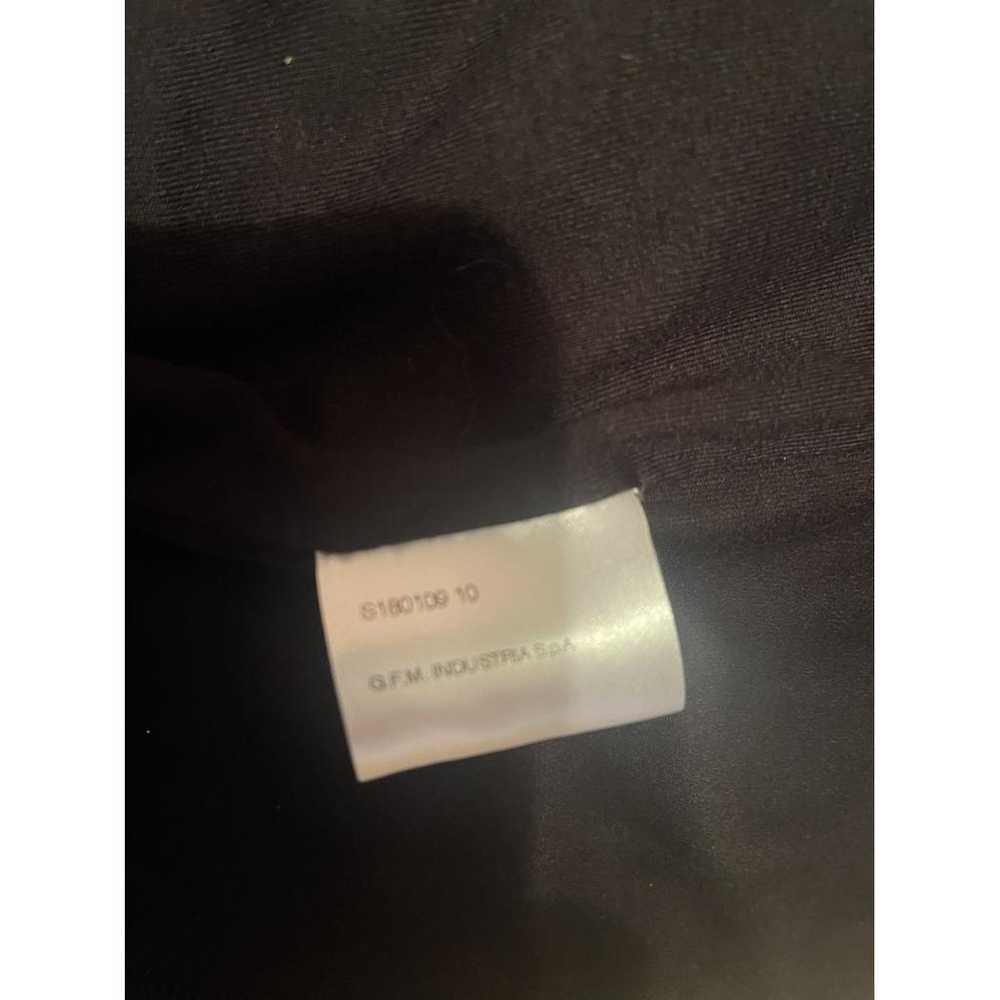 S180109 10
G.F.M. INDUSTRIA S.p.A